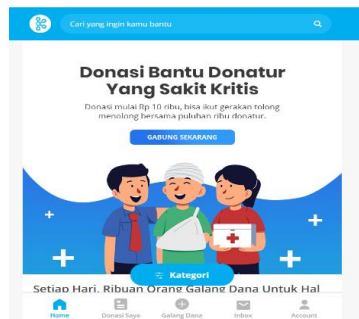 Cari yang ingin kamu bantu
Donasi Bantu Donatur
Yang Sakit Kritis
Donasi mulai Rp 10 ribu, bisa ikut gerakan tolong
menolong bersama puluhan ribu donatur.
GABUNG SEKARANG
Kategori
Setiap Hari, Ribuan Orang Galang Dana Untuk Hal
Home
Donasi Saya
Galang Dana
Inbox
Account